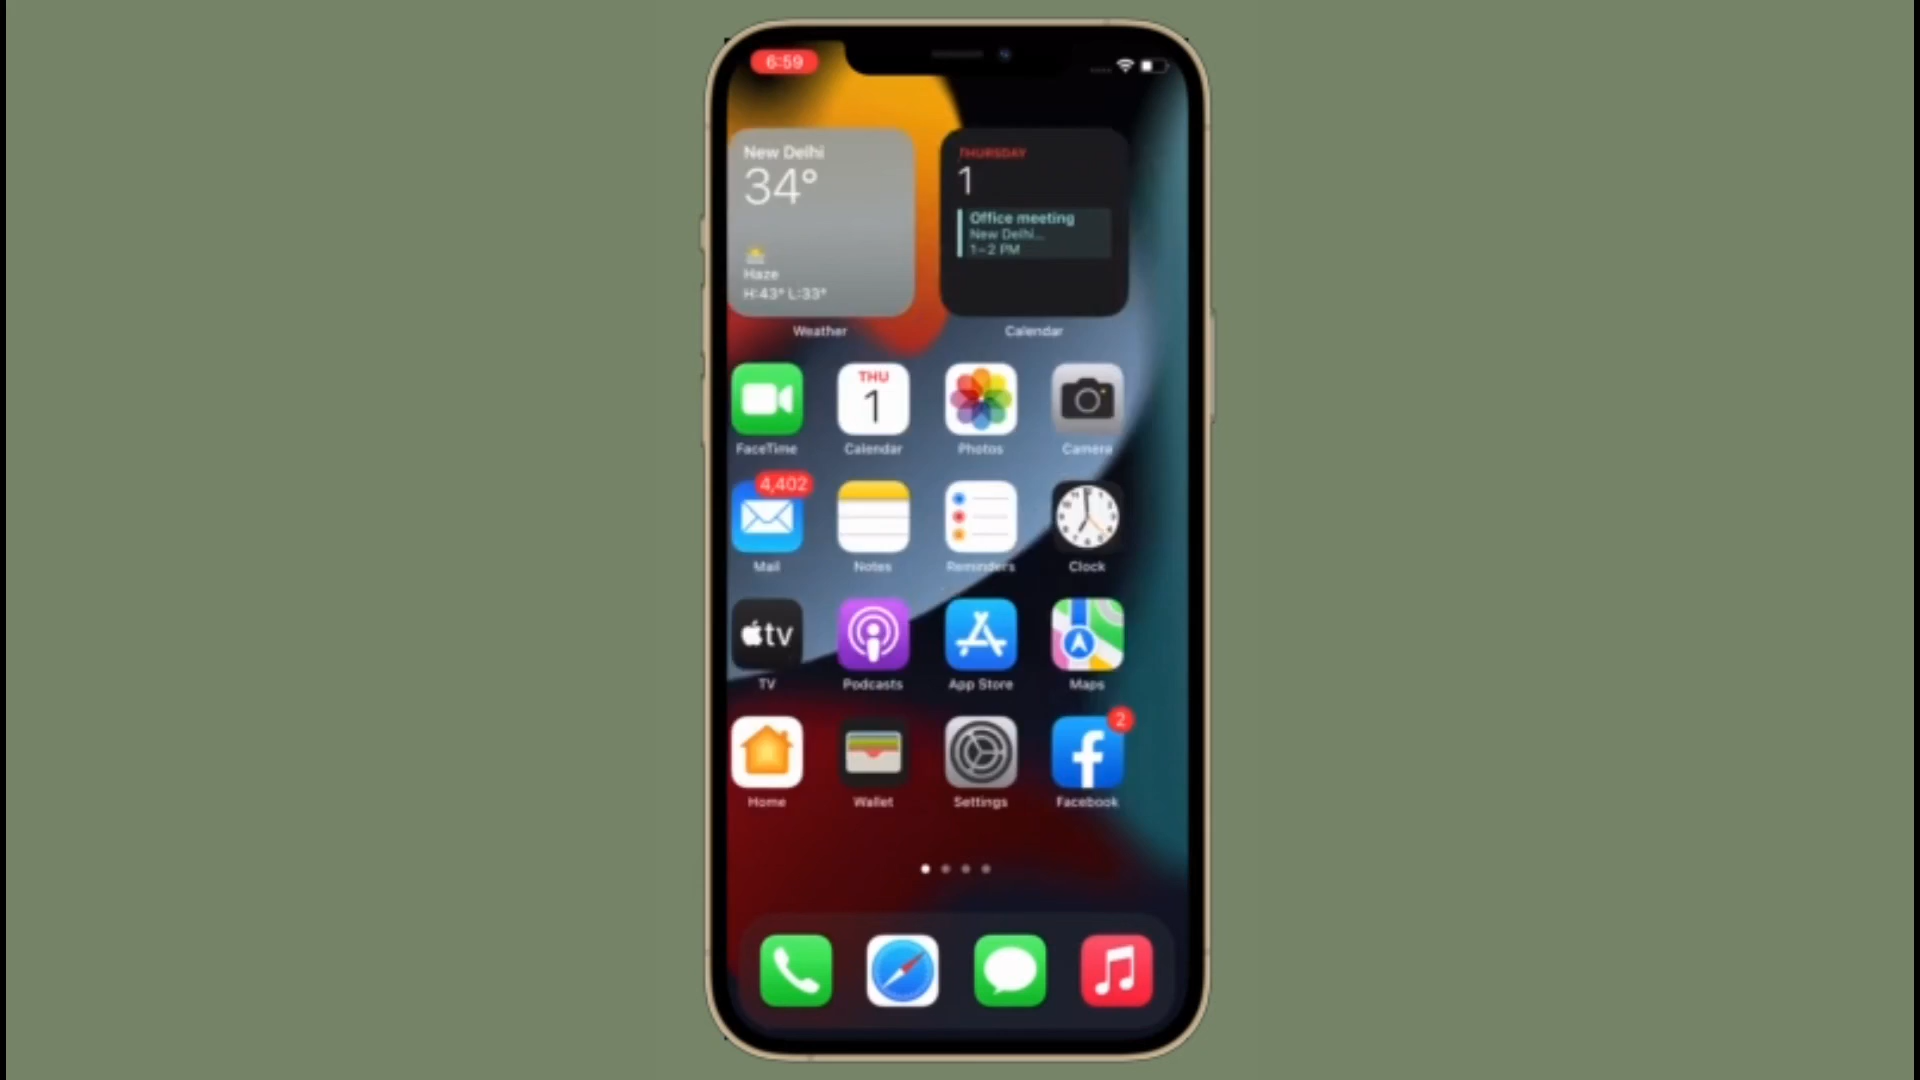 6:59
New Delhi
34°
Haze
H:43° L:33°
Weather
THURSDAY
1
Office meeting
New Delhi...
1–2 PM
Calendar
FaceTime
THU
1
Calendar
Photos
Camera
4,402
Mail
Notes
Reminders
Clock
tv
TV
Podcasts
App Store
Maps
Home
Wallet
Settings
2
Facebook